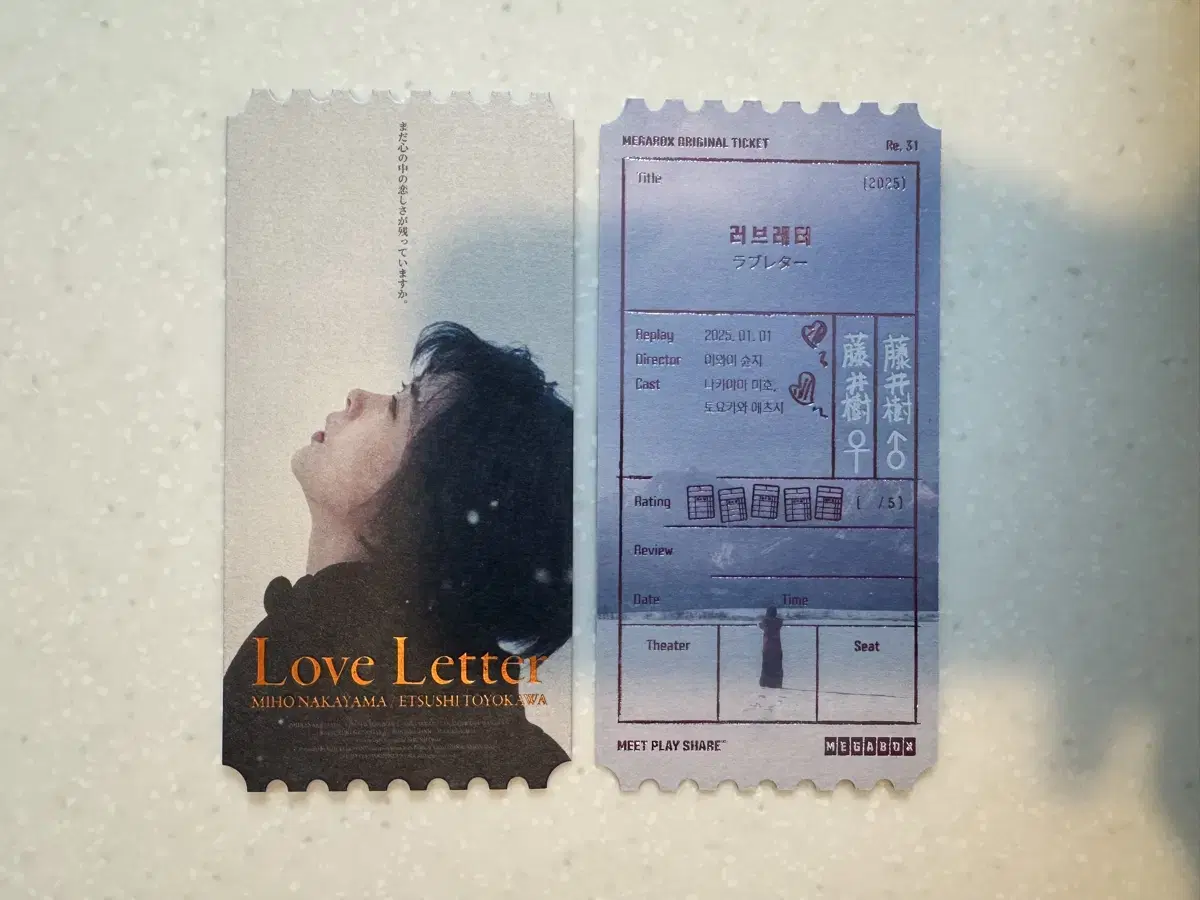 まだ心の中の恋しさが残っていますか。
Love Letter
MIHO NAKAYAMA / ETSUSHI TOYOKAWA
MEGABOX ORIGINAL TICKET
Re. 31
Title
(2025)
러브레터
ラブレター
Replay 2025. 01. 01
Director 이와이 슌지
Cast 나카야마 미호,
토요카와 에츠시
藤井樹♀
藤井樹♂
Rating ( /5)
Review
Date Time
Theater
Seat
MEET PLAY SHARE™
MEGABOX